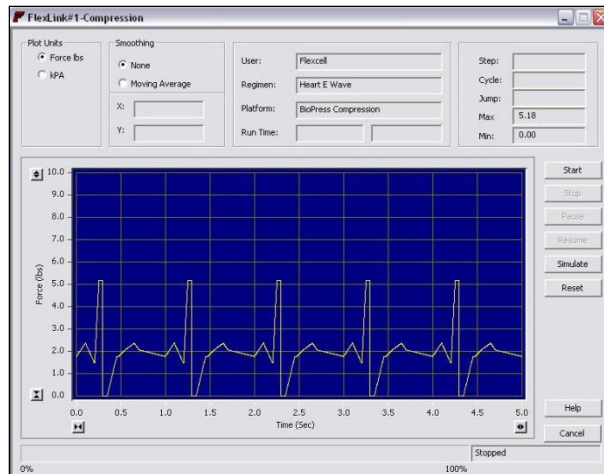 FlexLink#1-Compression
Plot Units
Force lbs
kPA
Smoothing
None
Moving Average
X:
Y:
User: Flexcell
Regimen: Heart E Wave
Platform: BioPress Compression
Run Time:
Step:
Cycle:
Jump:
Max 5.18
Min: 0.00
10.0
9.0
8.0
7.0
6.0
5.0
4.0
3.0
2.0
1.0
0.0
Force (lbs)
0.0 0.5 1.0 1.5 2.0 2.5 3.0 3.5 4.0 4.5 5.0
Time (Sec)
Start
Stop
Pause
Resume
Simulate
Reset
Help
Cancel
Stopped
0% 100%